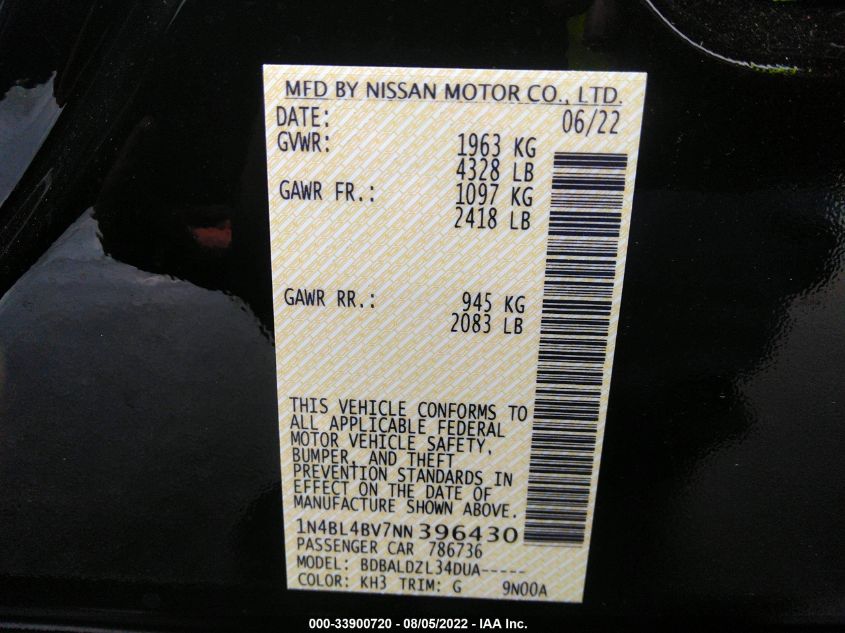 MFD BY NISSAN MOTOR CO., LTD.
DATE: 06/22
GVWR: 1963 KG
4328 LB
GAWR FR.: 1097 KG
2418 LB
GAWR RR.: 945 KG
2083 LB
THIS VEHICLE CONFORMS TO
ALL APPLICABLE FEDERAL
MOTOR VEHICLE SAFETY,
BUMPER, AND THEFT
PREVENTION STANDARDS IN
EFFECT ON THE DATE OF
MANUFACTURE SHOWN ABOVE.
1N4BL4BV7NN396430
PASSENGER CAR 786736
MODEL: BDBALDZL34DUA-----
COLOR: KH3 TRIM: G 9N00A
000-33900720 - 08/05/2022 - IAA Inc.